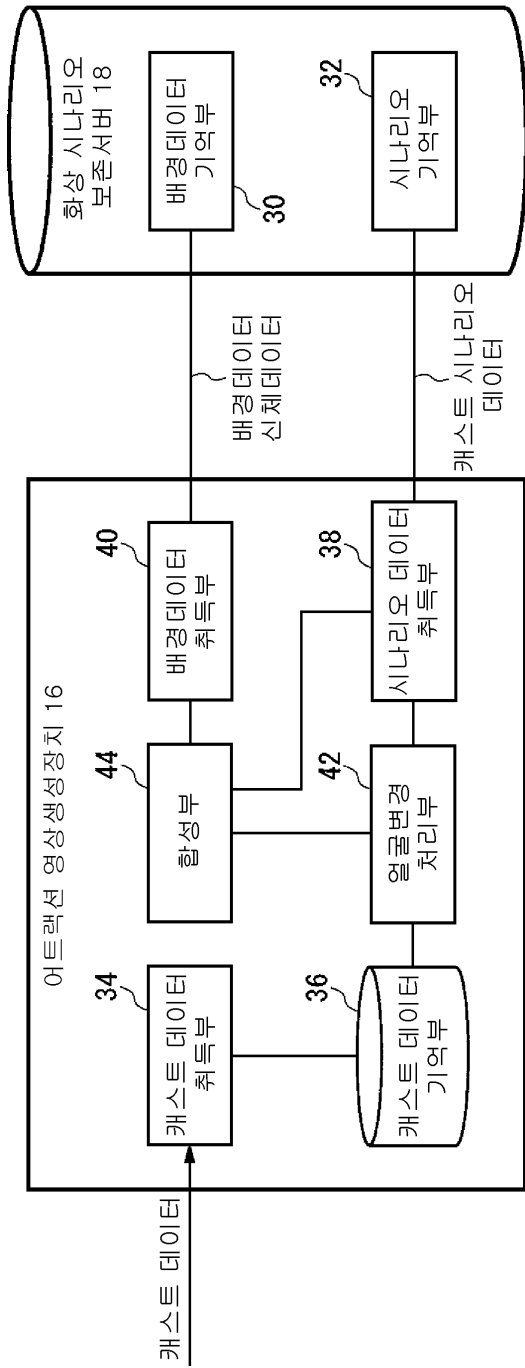 캐스트 데이터
어트랙션 영상생성장치 16
34
캐스트 데이터
취득부
44
합성부
40
배경데이터
취득부
36
캐스트 데이터
기억부
42
얼굴변경
처리부
38
시나리오 데이터
취득부
배경데이터
신체데이터
캐스트 시나리오
데이터
화상 시나리오
보존서버 18
배경데이터
기억부
30
32
시나리오
기억부